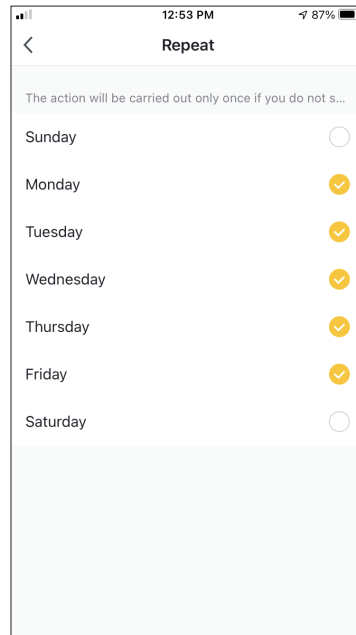 12:53 PM 87%
Repeat
The action will be carried out only once if you do not s...
Sunday
Monday
Tuesday
Wednesday
Thursday
Friday
Saturday